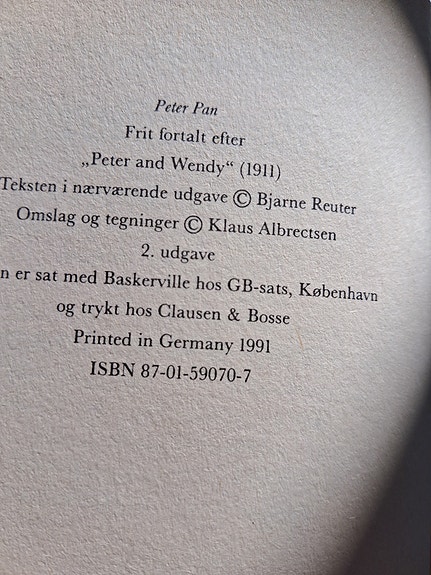 Peter Pan
Frit fortalt efter
„Peter and Wendy“ (1911)
Teksten i nærværende udgave © Bjarne Reuter
Omslag og tegninger © Klaus Albrectsen
2. udgave
n er sat med Baskerville hos GB-sats, København
og trykt hos Clausen & Bosse
Printed in Germany 1991
ISBN 87-01-59070-7